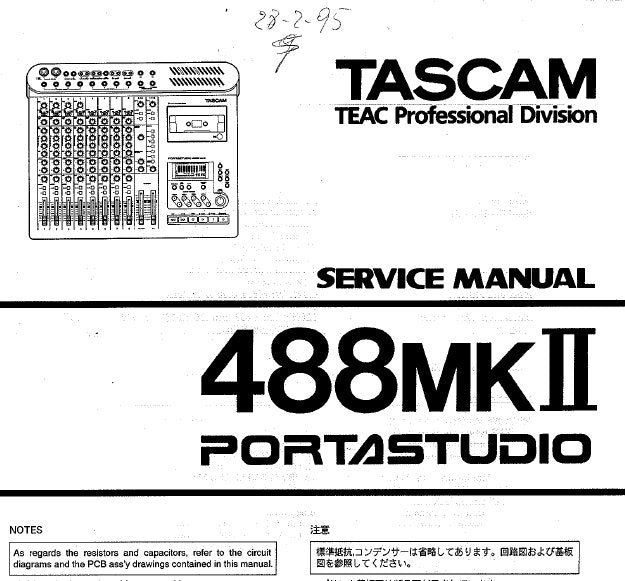 28-2-95
TASCAM
TEAC Professional Division
TASCAM
SERVICE MANUAL
488MKII
PORTASTUDIO
NOTES
As regards the resistors and capacitors, refer to the circuit
diagrams and the PCB ass'y drawings contained in this manual.
注意
標準抵抗,コンデンサーは省略してあります。回路図および基板
図を参照してください。